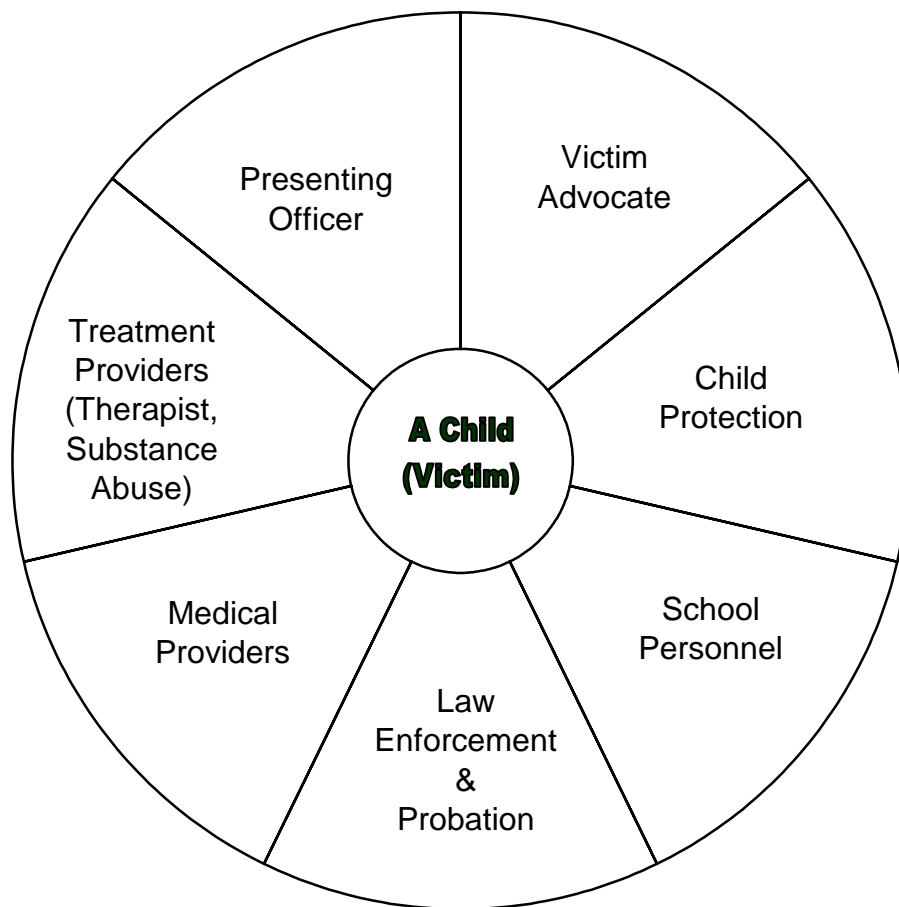 Presenting
Officer
Victim
Advocate
Child
Protection
School
Personnel
Law
Enforcement
&
Probation
Medical
Providers
Treatment
Providers
(Therapist,
Substance
Abuse)
A Child
(Victim)